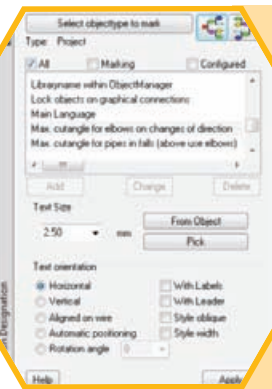 Select objecttype to mark
Type Project
All Marking Configured
Libraryname within ObjectManager
Lock objects on graphical connections
Main Language
Max. cutangle for elbows on changes of direction
Max. cutangle for pipes in falls (above use elbows)
Add Change Delete
Text Size
From Object
2.50 mm
Pick
Text orientation
Horizontal With Labels
Vertical With Leader
Aligned on wire Style oblique
Automatic positioning Style width
Rotation angle 0
Help Apply
Designation